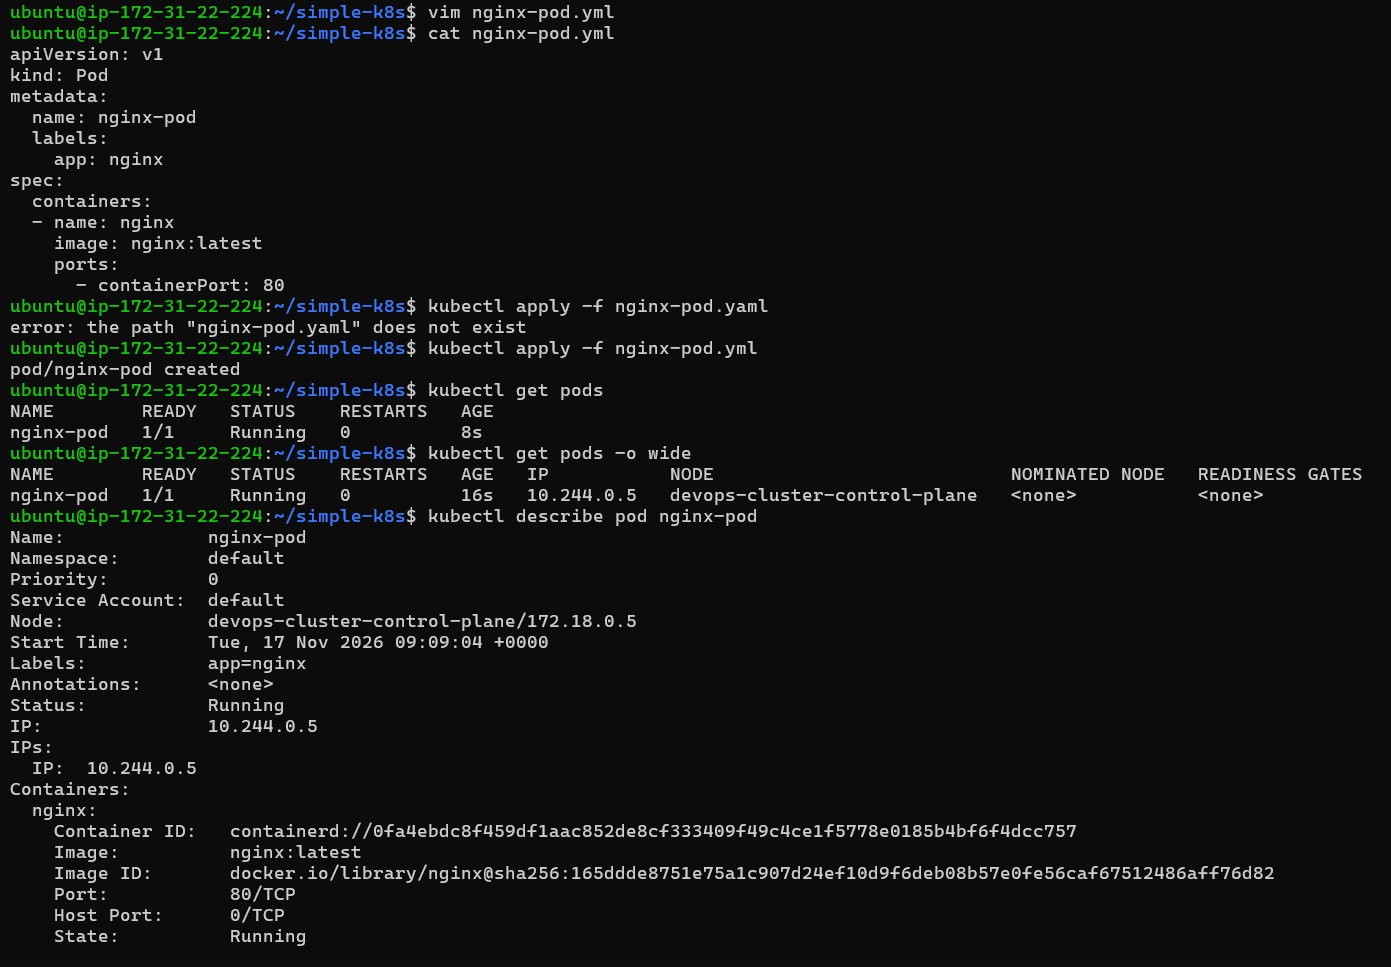 ubuntu@ip-172-31-22-224:~/simple-k8s$ vim nginx-pod.yml
ubuntu@ip-172-31-22-224:~/simple-k8s$ cat nginx-pod.yml
apiVersion: v1
kind: Pod
metadata:
  name: nginx-pod
  labels:
    app: nginx
spec:
  containers:
  - name: nginx
    image: nginx:latest
    ports:
      - containerPort: 80
ubuntu@ip-172-31-22-224:~/simple-k8s$ kubectl apply -f nginx-pod.yaml
error: the path "nginx-pod.yaml" does not exist
ubuntu@ip-172-31-22-224:~/simple-k8s$ kubectl apply -f nginx-pod.yml
pod/nginx-pod created
ubuntu@ip-172-31-22-224:~/simple-k8s$ kubectl get pods
NAME        READY   STATUS    RESTARTS   AGE
nginx-pod   1/1     Running   0          8s
ubuntu@ip-172-31-22-224:~/simple-k8s$ kubectl get pods -o wide
NAME        READY   STATUS    RESTARTS   AGE   IP           NODE                           NOMINATED NODE   READINESS GATES
nginx-pod   1/1     Running   0          16s   10.244.0.5   devops-cluster-control-plane   <none>           <none>
ubuntu@ip-172-31-22-224:~/simple-k8s$ kubectl describe pod nginx-pod
Name:             nginx-pod
Namespace:        default
Priority:         0
Service Account:  default
Node:             devops-cluster-control-plane/172.18.0.5
Start Time:       Tue, 17 Nov 2026 09:09:04 +0000
Labels:           app=nginx
Annotations:      <none>
Status:           Running
IP:               10.244.0.5
IPs:
  IP:  10.244.0.5
Containers:
  nginx:
    Container ID:   containerd://0fa4ebdc8f459df1aac852de8cf333409f49c4ce1f5778e0185b4bf6f4dcc757
    Image:          nginx:latest
    Image ID:       docker.io/library/nginx@sha256:165ddde8751e75a1c907d24ef10d9f6deb08b57e0fe56caf67512486aff76d82
    Port:           80/TCP
    Host Port:      0/TCP
    State:          Running